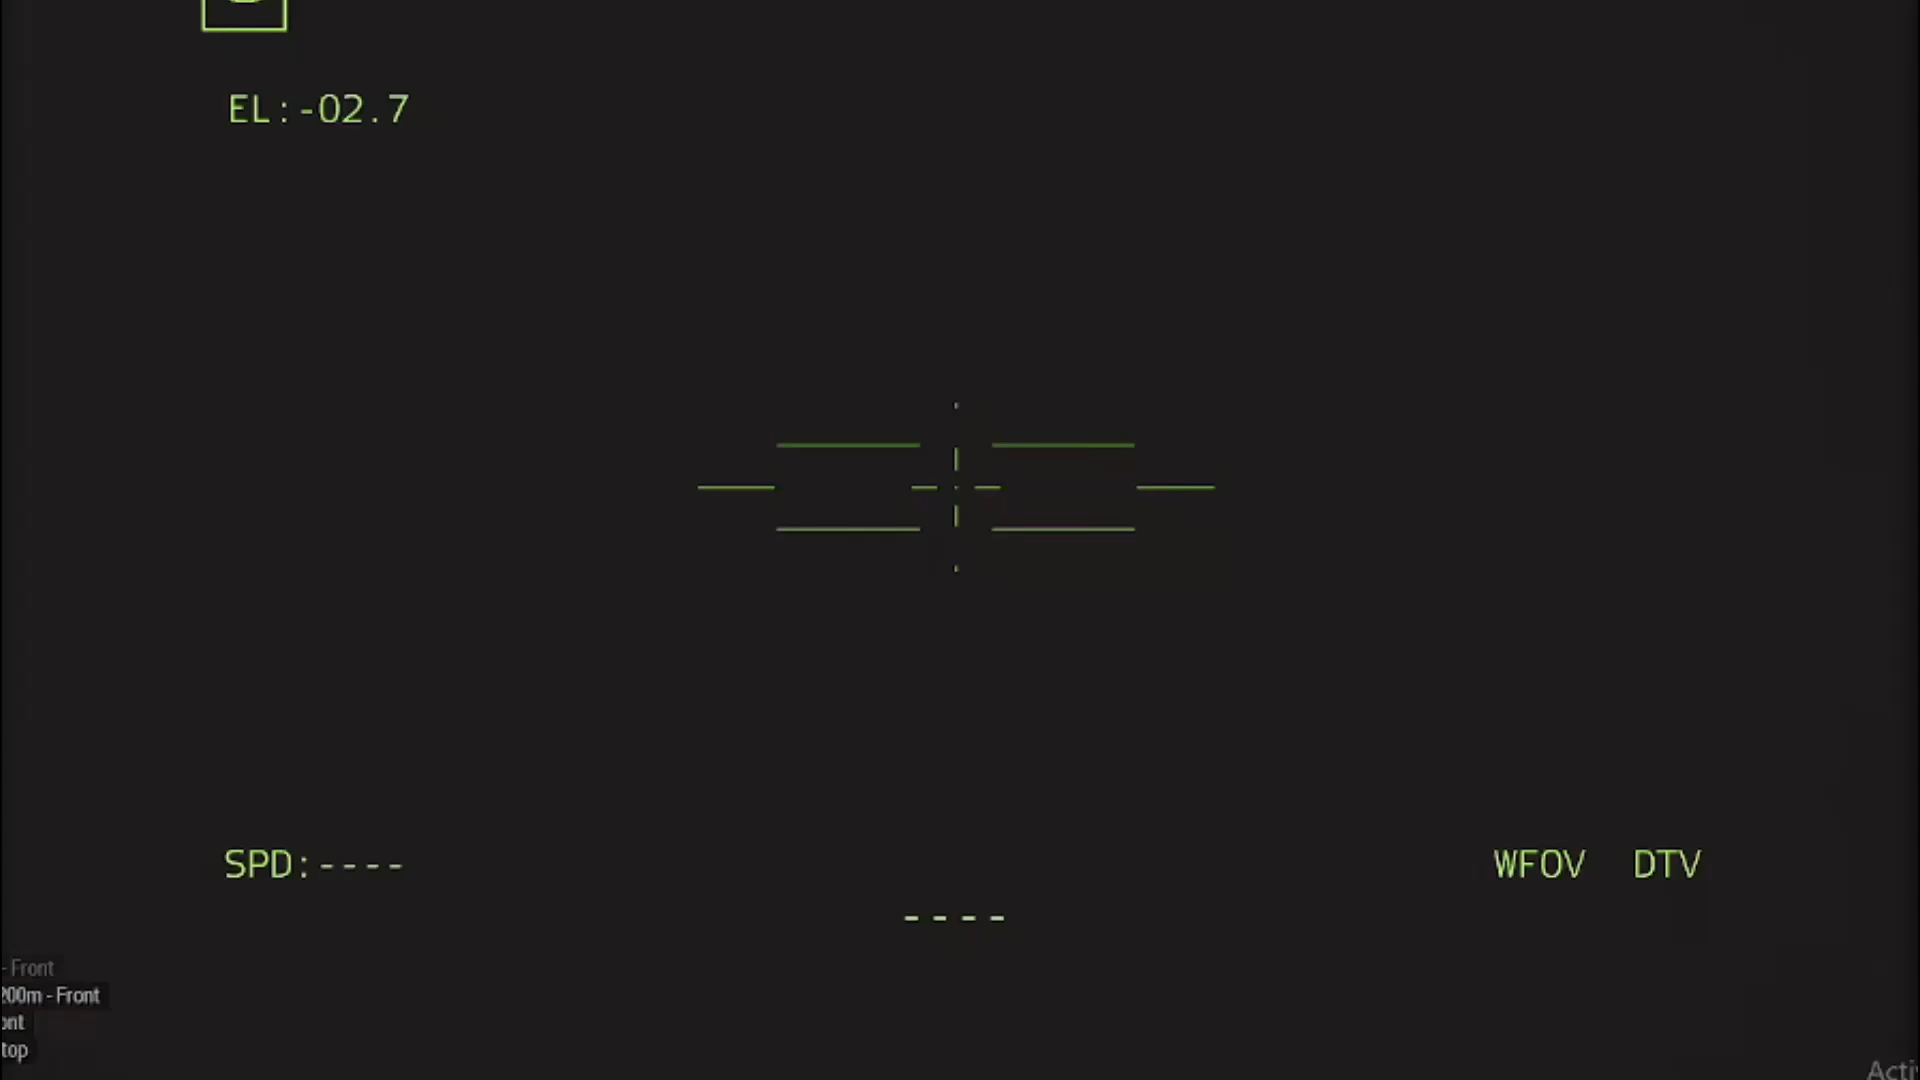 EL:-02.7
SPD:----
WFOV DTV
----
- Front
200m - Front
ont
top
Acti